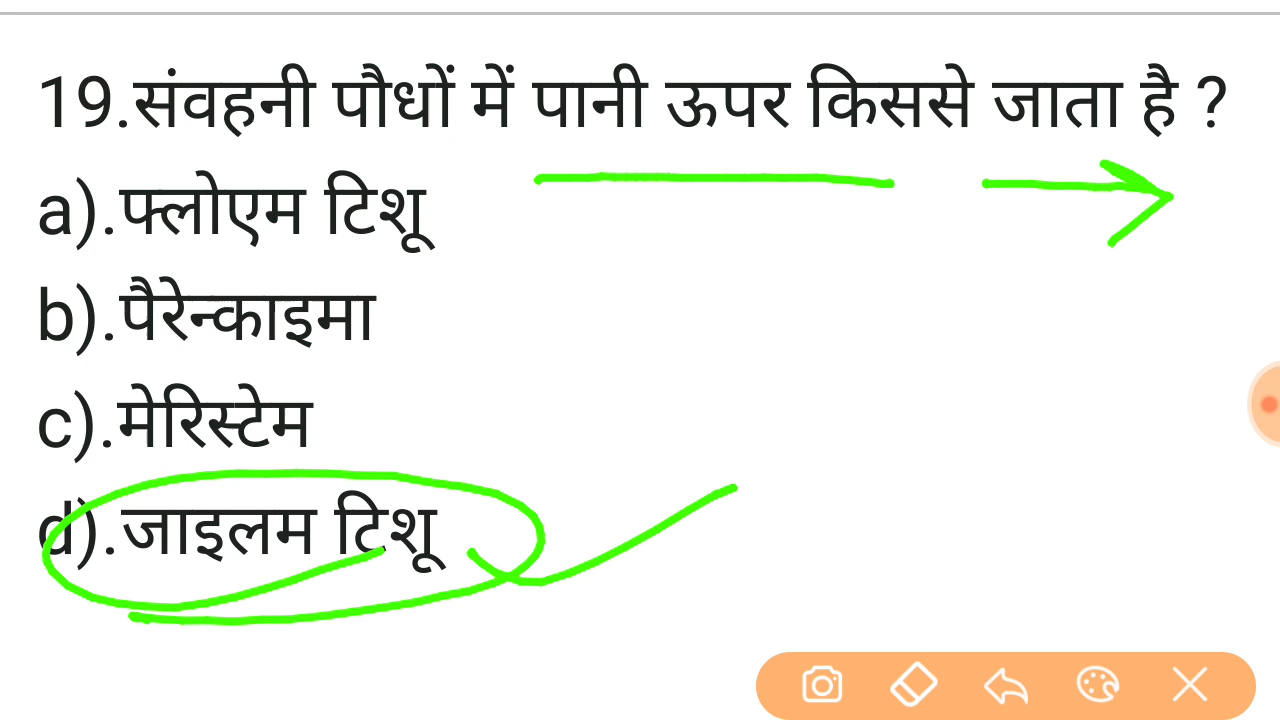 19.संवहनी पौधों में पानी ऊपर किससे जाता है ?
a).फ्लोएम टिशू
b).पैरेन्काइमा
c).मेरिस्टेम
d).जाइलम टिशू